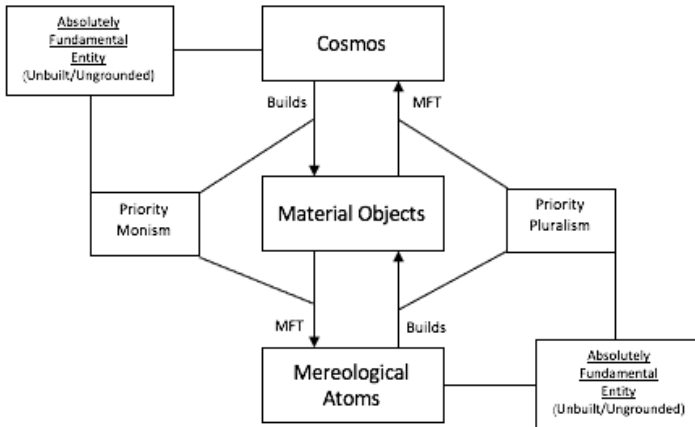 Absolutely
Fundamental
Entity
(Unbuilt/Ungrounded)
Cosmos
Builds
MFT
Priority
Monism
Material Objects
Priority
Pluralism
MFT
Builds
Mereological
Atoms
Absolutely
Fundamental
Entity
(Unbuilt/Ungrounded)